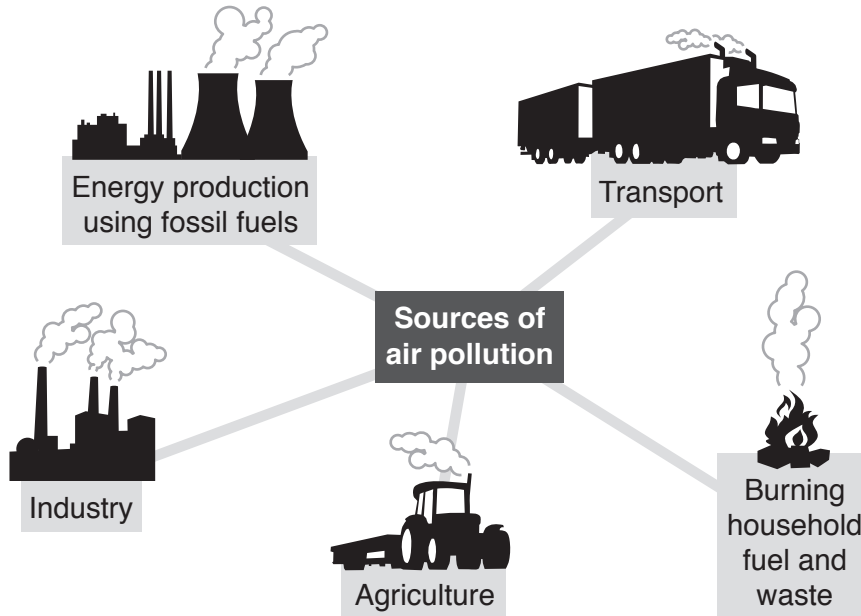 Energy production
using fossil fuels
Transport
Sources of
air pollution
Industry
Agriculture
Burning
household
fuel and
waste